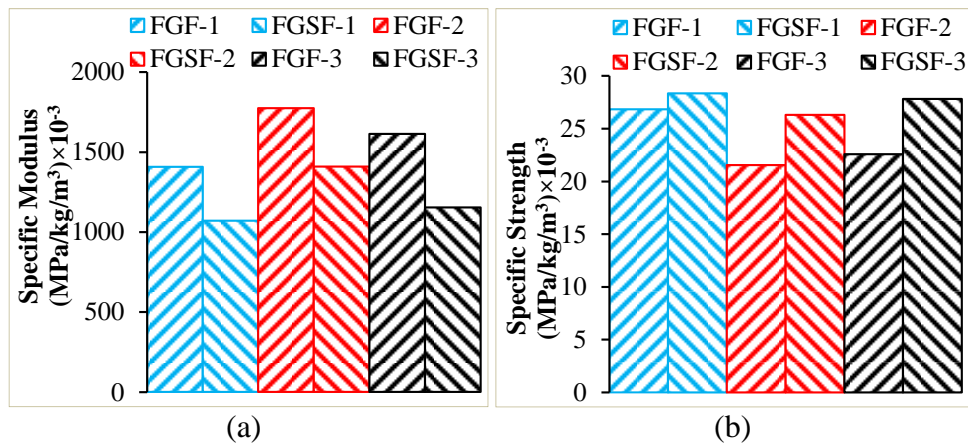 FGF-1 FGSF-1 FGF-2
FGSF-2 FGF-3 FGSF-3
Specific Modulus
(MPa/kg/m³)×10⁻³
2000
1500
1000
500
0
(a)
FGF-1 FGSF-1 FGF-2
FGSF-2 FGF-3 FGSF-3
Specific Strength
(MPa/kg/m³)×10⁻³
30
25
20
15
10
5
0
(b)